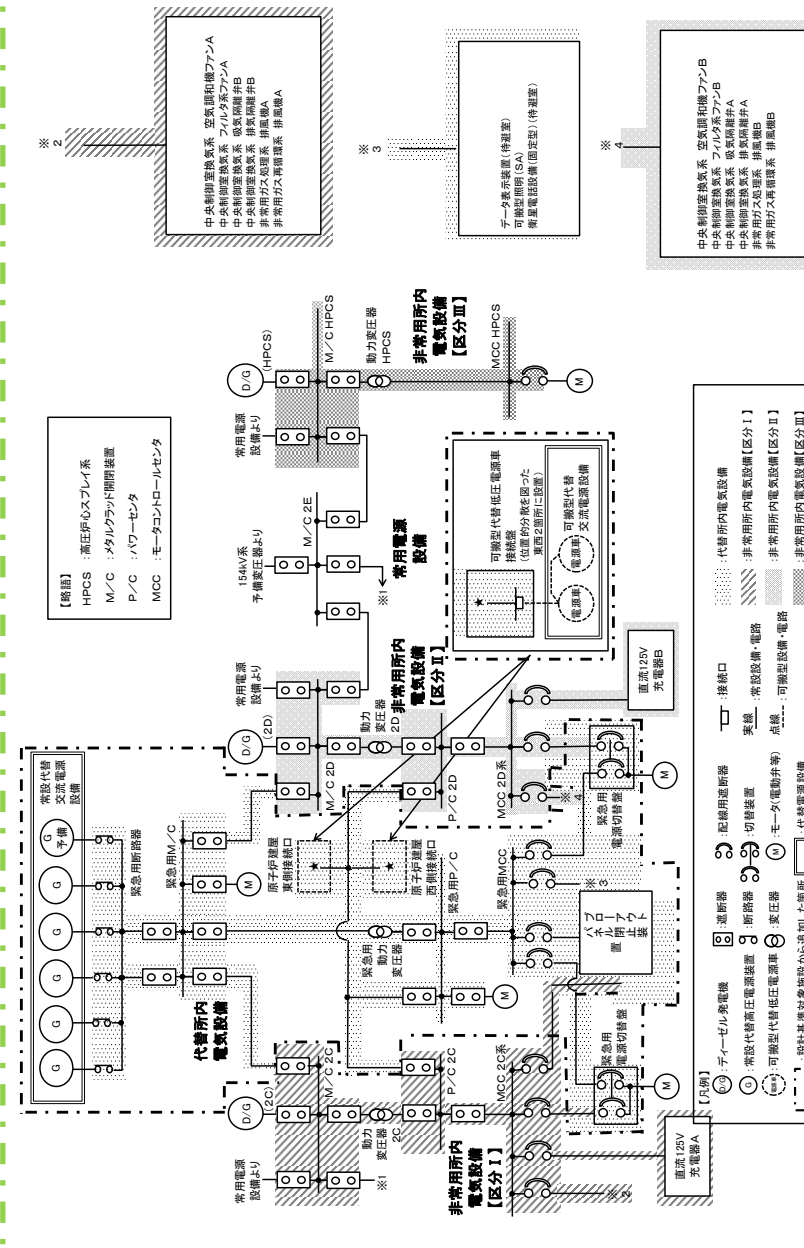 ※2
中央制御室換気系 空気調和機ファンA
中央制御室換気系 フィルタ系ファンA
中央制御室換気系 吸気隔離弁B
中央制御室換気系 排気隔離弁B
非常用ガス処理系 排風機A
非常用ガス再循環系 排風機A
※3
データ表示装置(待避室)
可搬型照明(SA)
衛星電話設備(固定型)(待避室)
※4
中央制御室換気系 空気調和機ファンB
中央制御室換気系 フィルタ系ファンB
中央制御室換気系 吸気隔離弁A
中央制御室換気系 排気隔離弁A
非常用ガス処理系 排風機B
非常用ガス再循環系 排風機B
【略語】
HPCS :高圧炉心スプレイ系
M/C :メタルクラッド開閉装置
P/C :パワーセンタ
MCC :モータコントロールセンタ
常設代替
交流電源
設備
G
G
G
G
G
G
予備
緊急用断路器
緊急用M/C
M
代替所内
電気設備
緊急用
動力
変圧器
緊急用P/C
M
原子炉建屋
東側接続口
★
原子炉建屋
西側接続口
★
緊急用MCC
※3
ブローアウト
パネル閉止装
置
常用電源
設備より
D/G
(2C)
M/C 2C
※1
動力
変圧器
2C
P/C 2C
非常用所内
電気設備
【区分Ⅰ】
MCC 2C系
※2
緊急用
電源切替盤
M
直流125V
充電器A
D/G
(2D)
常用電源
設備より
M/C 2D
動力
変圧器
2D
非常用所内
電気設備
【区分Ⅱ】
P/C 2D
MCC 2D系
※4
緊急用
電源切替盤
M
直流125V
充電器B
154kV系
予備変圧器より
M/C 2E
※1
常用電源
設備
常用電源
設備より
D/G
(HPCS)
M/C HPCS
動力変圧器
HPCS
非常用所内
電気設備
【区分Ⅲ】
MCC HPCS
M
可搬型代替低圧電源車
接続盤
(位置的分散を図った
東西2箇所に設置)
★
可搬型代替
交流電源設備
電源車
電源車
【凡例】
D/G :ディーゼル発電機
G :常設代替高圧電源装置
電源車 :可搬型代替低圧電源車
:設計基準対象施設から追加した箇所
:遮断器
:断路器
:変圧器
:代替電源設備
:配線用遮断器
:切替装置
M :モータ(電動弁等)
:接続口
実線 :常設設備・電路
点線 :可搬型設備・電路
:代替所内電気設備
:非常用所内電気設備【区分Ⅰ】
:非常用所内電気設備【区分Ⅱ】
:非常用所内電気設備【区分Ⅲ】